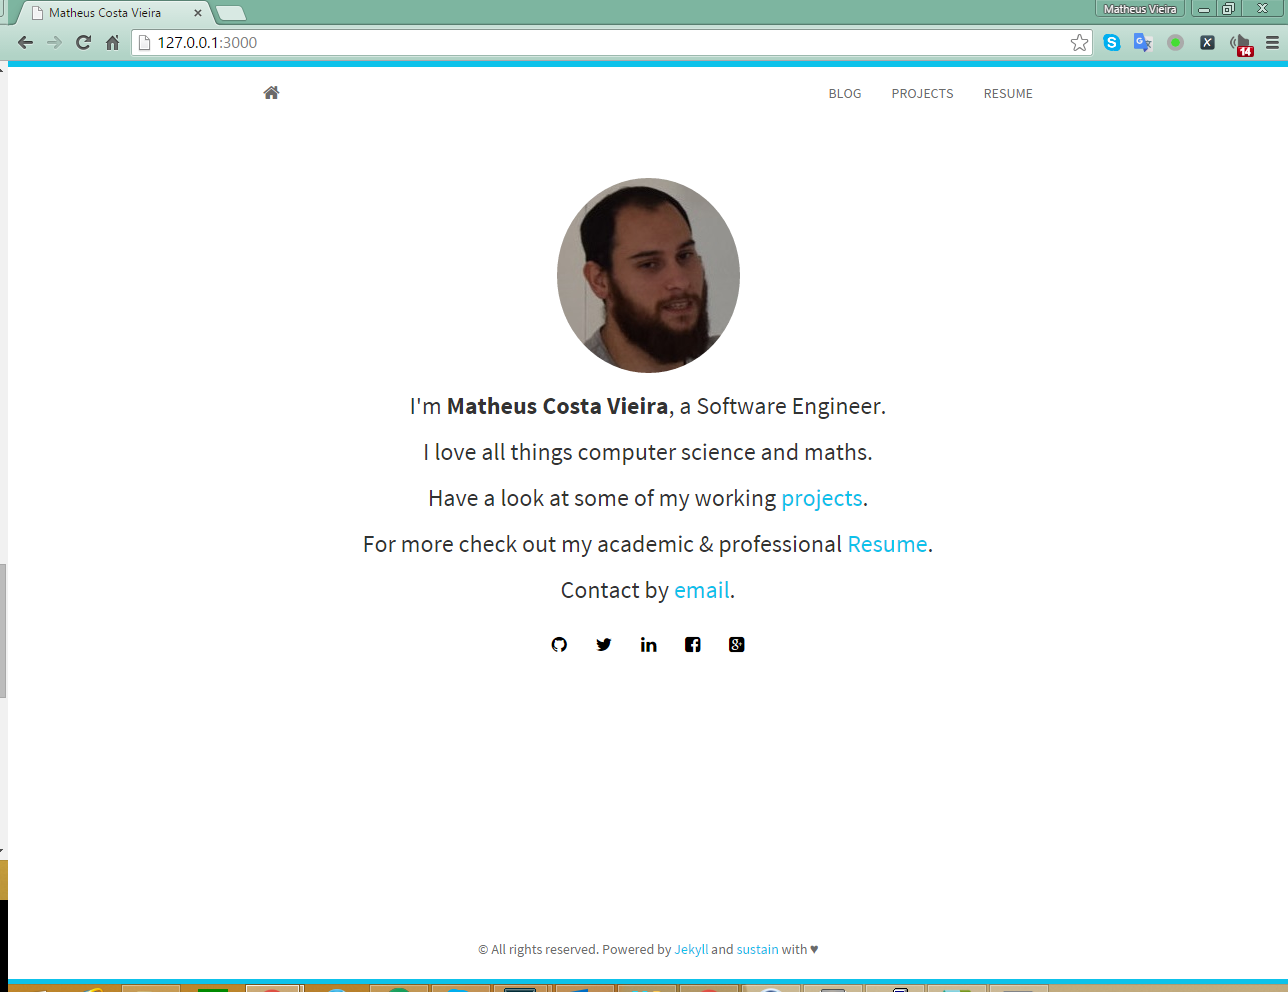 Matheus Costa Vieira
Matheus Vieira
127.0.0.1:3000
14
BLOG PROJECTS RESUME
I'm Matheus Costa Vieira, a Software Engineer.
I love all things computer science and maths.
Have a look at some of my working projects.
For more check out my academic & professional Resume.
Contact by email.
© All rights reserved. Powered by Jekyll and sustain with ♥